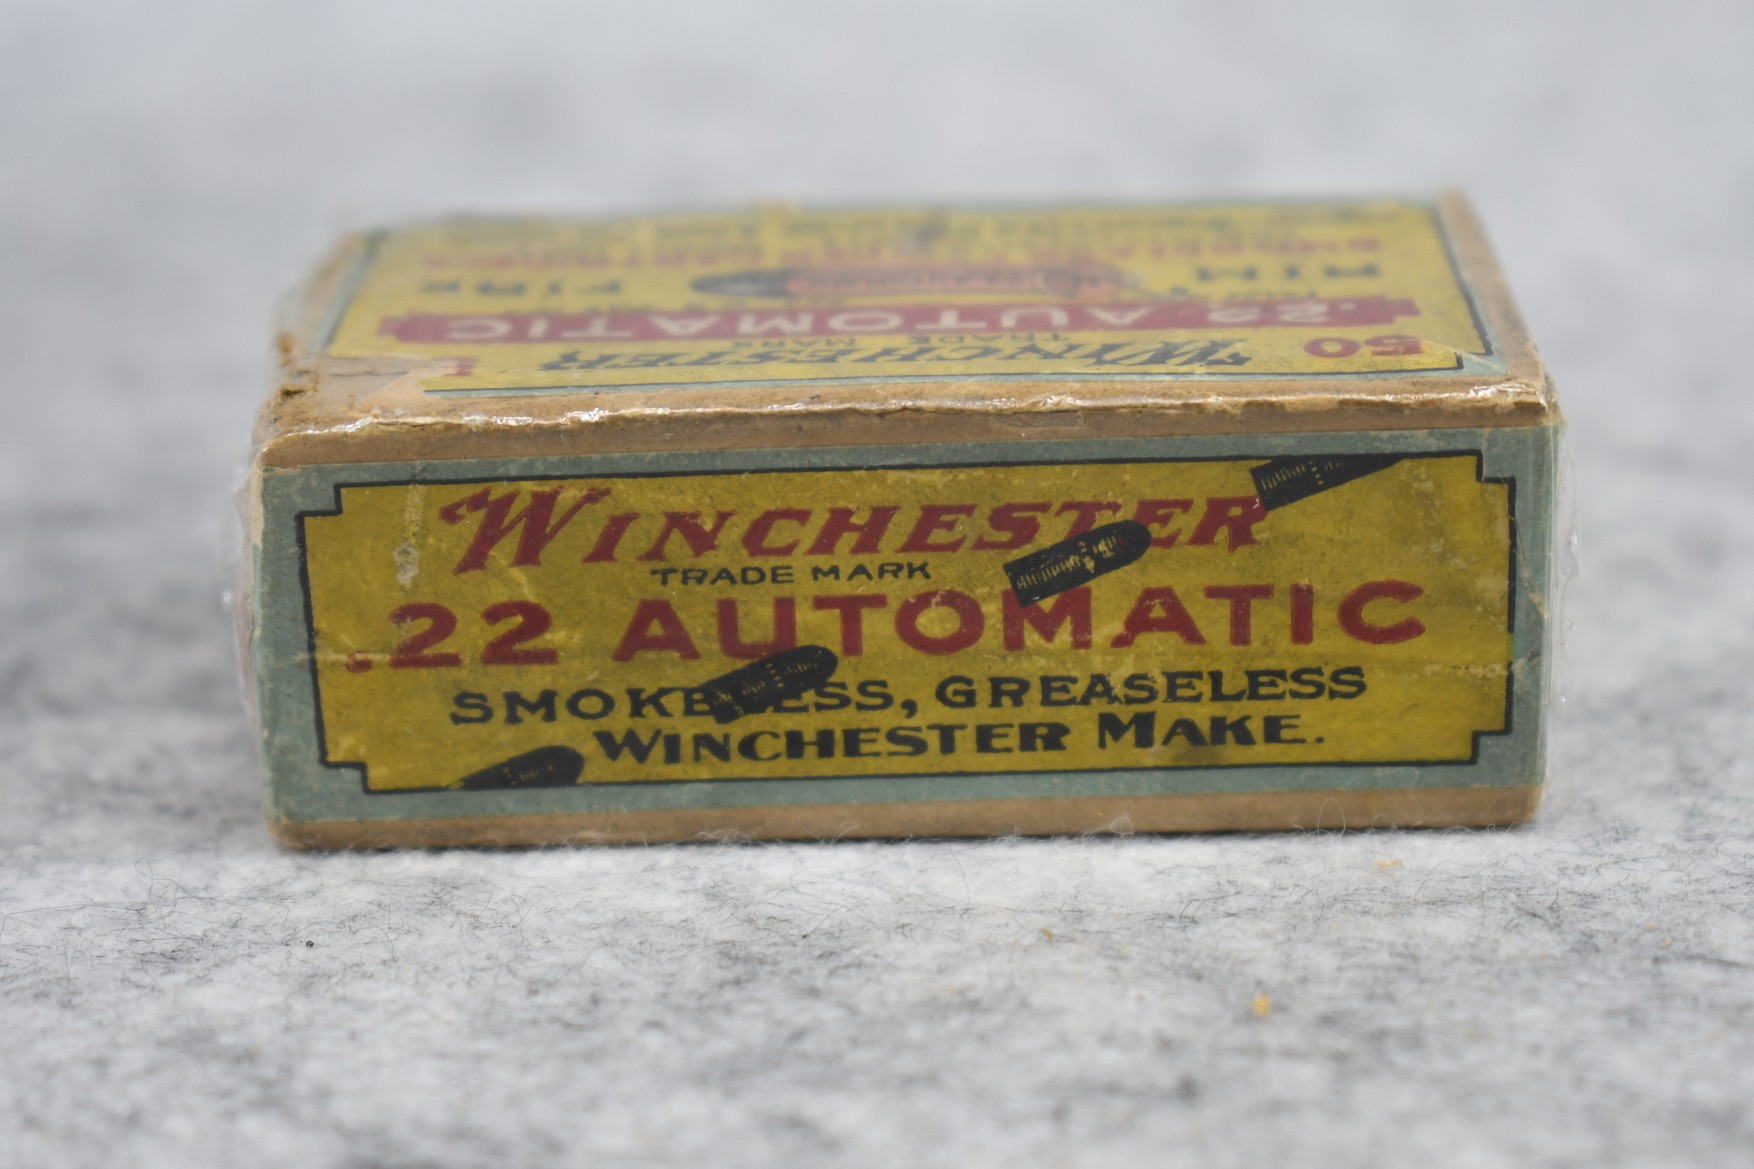 WINCHESTER
TRADE MARK
.22 AUTOMATIC
50
RIM FIRE
WINCHESTER
TRADE MARK
.22 AUTOMATIC
SMOKELESS, GREASELESS
WINCHESTER MAKE.